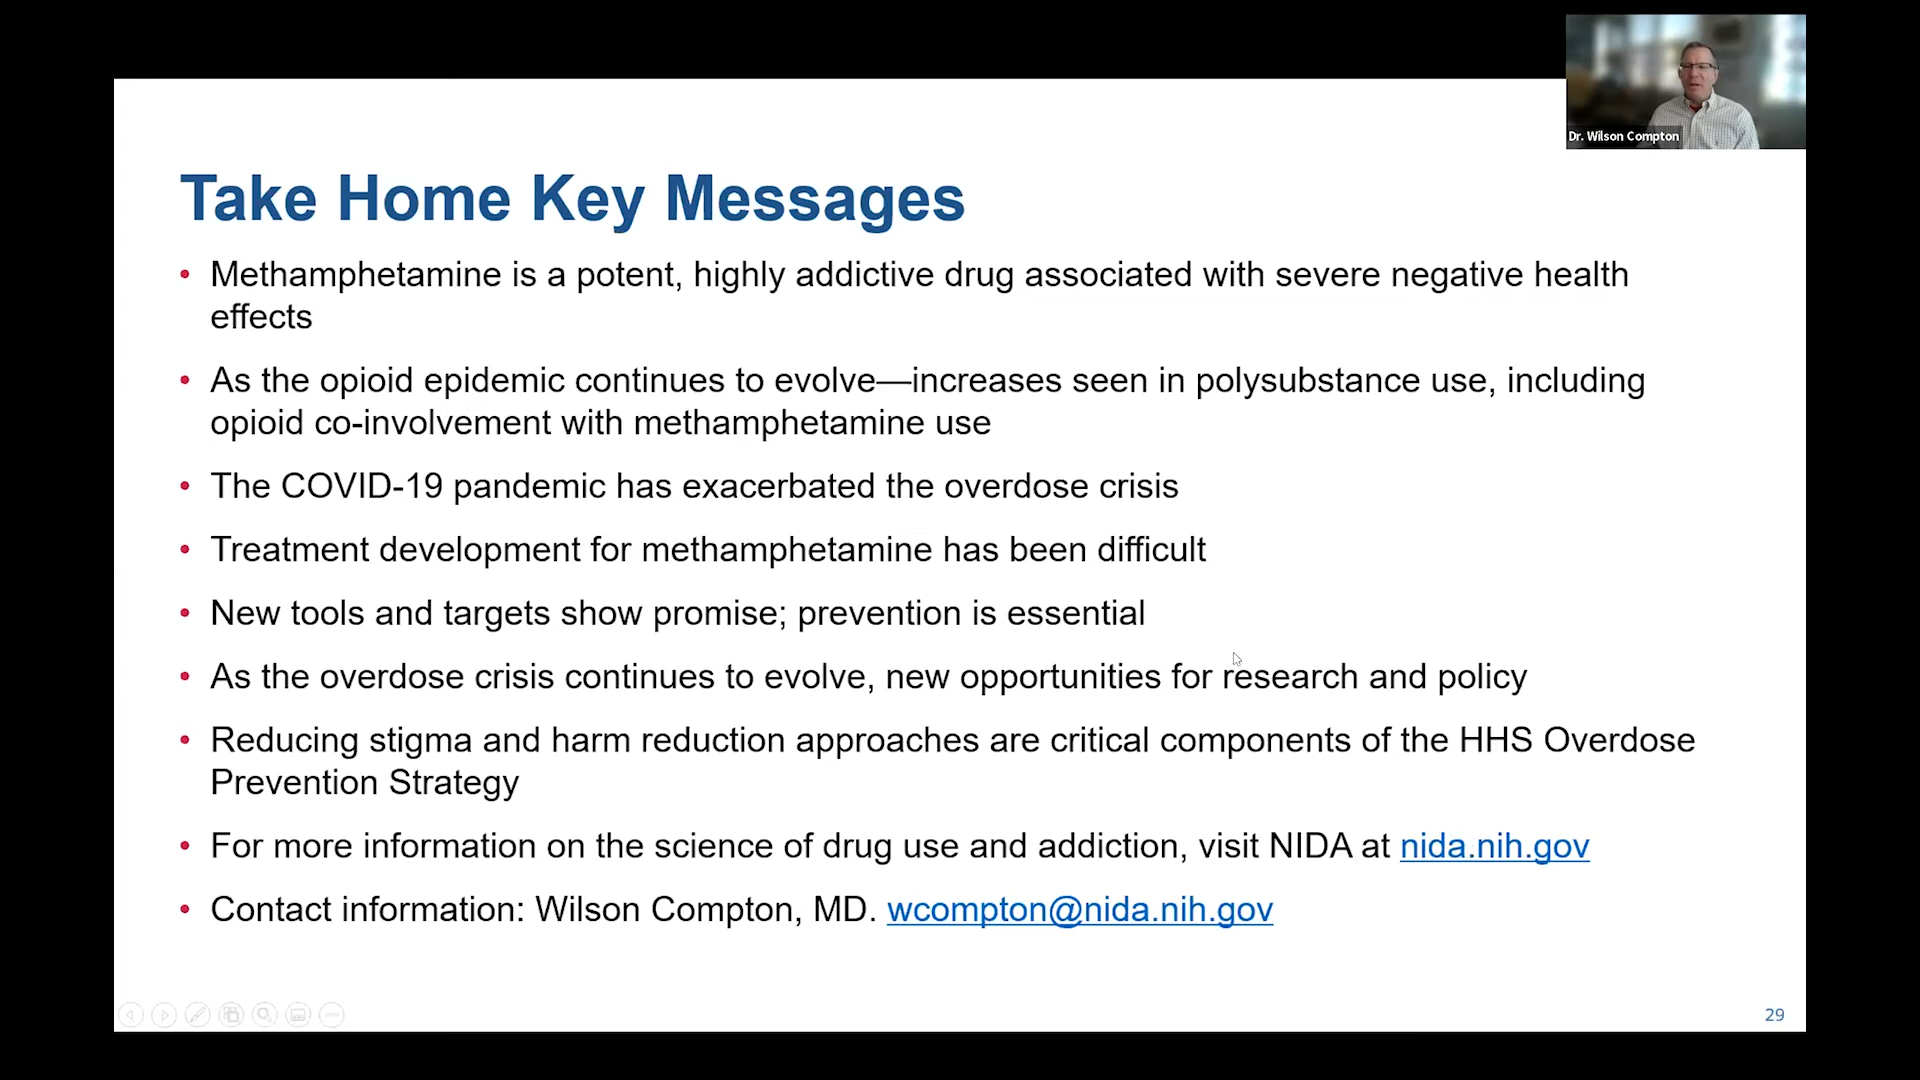 Dr. Wilson Compton
Take Home Key Messages
• Methamphetamine is a potent, highly addictive drug associated with severe negative health
effects
• As the opioid epidemic continues to evolve—increases seen in polysubstance use, including
opioid co-involvement with methamphetamine use
• The COVID-19 pandemic has exacerbated the overdose crisis
• Treatment development for methamphetamine has been difficult
• New tools and targets show promise; prevention is essential
• As the overdose crisis continues to evolve, new opportunities for research and policy
• Reducing stigma and harm reduction approaches are critical components of the HHS Overdose
Prevention Strategy
• For more information on the science of drug use and addiction, visit NIDA at nida.nih.gov
• Contact information: Wilson Compton, MD. wcompton@nida.nih.gov
29